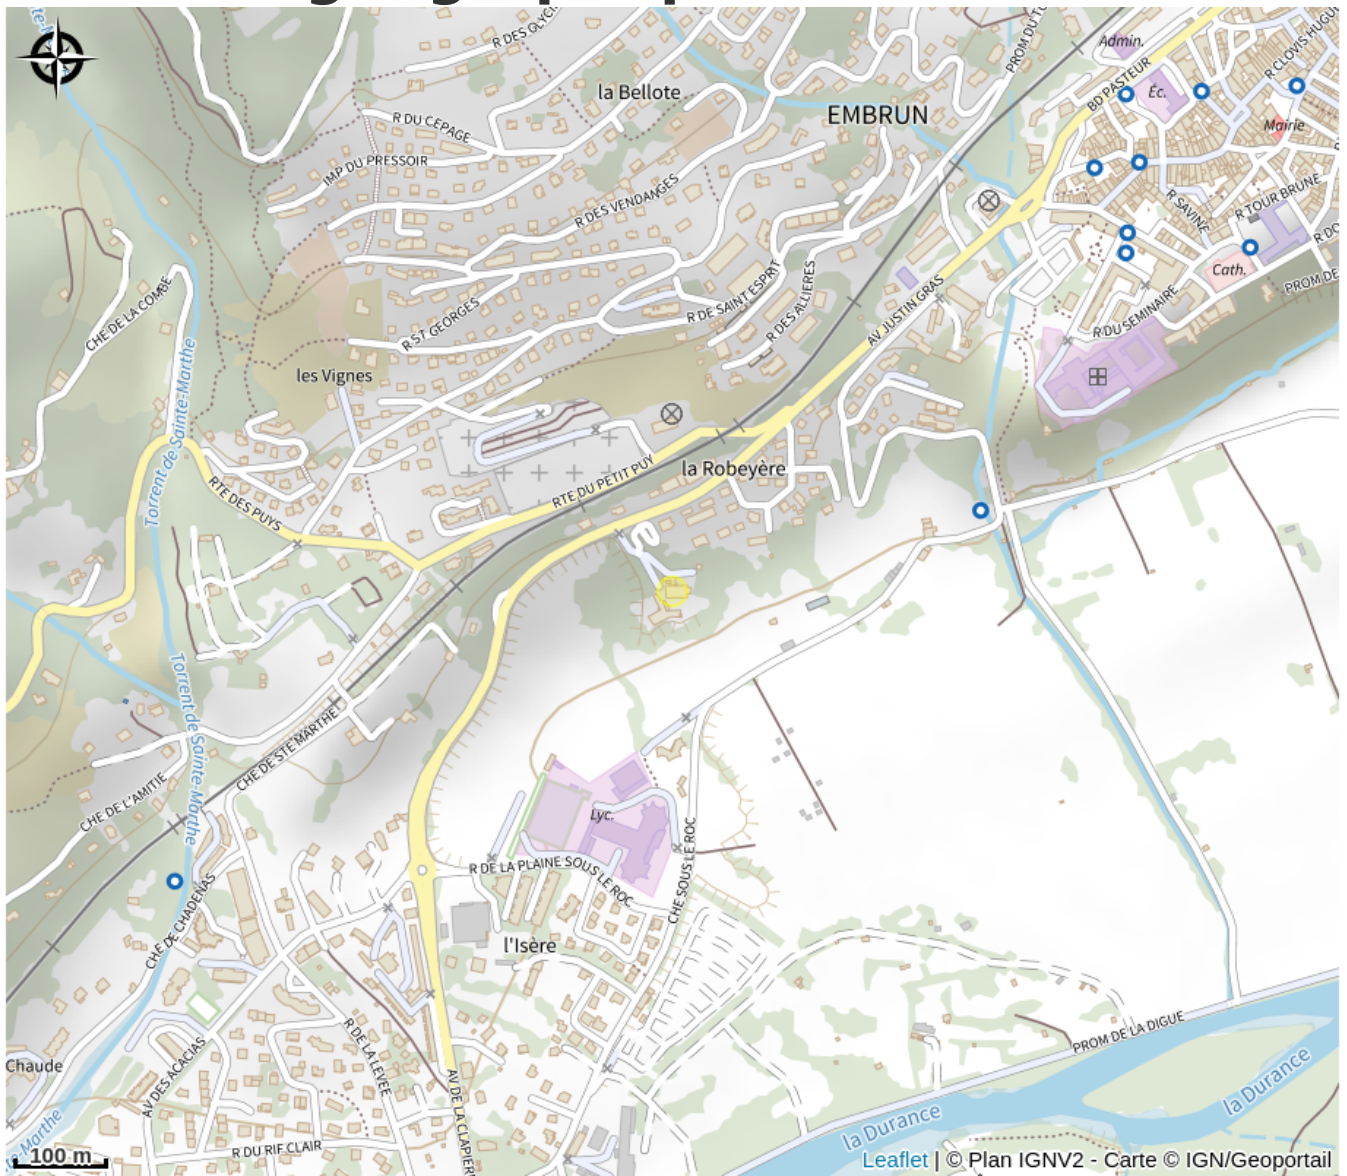 R DES GLYCI
PROM DU TO
Admin.
R CLOVIS HUGU
la Bellote
BD PASTEUR
Éc.
EMBRUN
R DU CEPAGE
Mairie
IMP DU PRESSOIR
R DES VENDANGES
R SAVINE
R TOUR BRUNE
R DO
Cath.
PROM DE
CHE DE LA COMBE
R DE SAINT ESPRIT
R DES ALLIERES
AV JUSTIN GRAS
R ST GEORGES
R DU SEMINAIRE
les Vignes
Torrent de Sainte-Marthe
la Robeyère
RTE DU PETIT PUY
RTE DES PUYS
Torrent de Sainte-Marthe
CHE DE STE MARTHE
CHE DE L'AMITIE
Lyc.
R DE LA PLAINE SOUS LE ROC
CHE SOUS LE ROC
CHE DE CHADENAS
l'Isère
PROM DE LA DIGUE
R DE LA LEVEE
Chaude
AV DES ACACIAS
AV DE LA CLAPIER
la Durance
la Durance
Marthe
R DU RIF CLAIR
100 m
Leaflet | © Plan IGNV2 - Carte © IGN/Geoportail